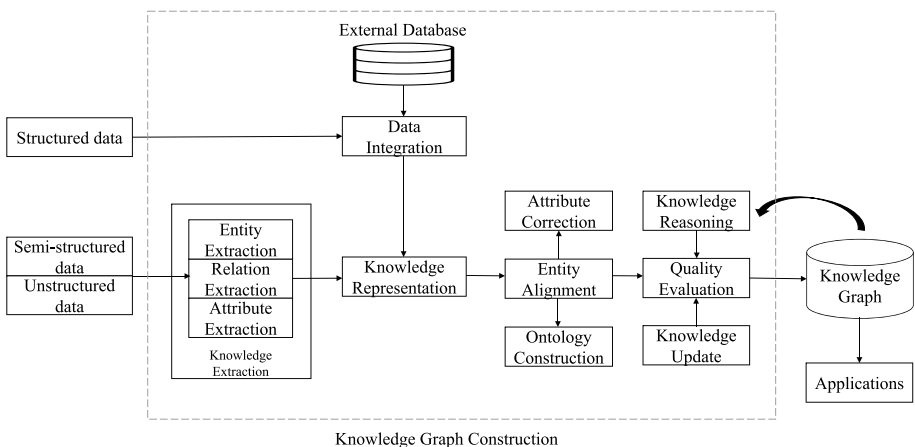 External Database
Structured data
Data
Integration
Semi-structured
data
Unstructured
data
Entity
Extraction
Relation
Extraction
Attribute
Extraction
Knowledge
Extraction
Knowledge
Representation
Attribute
Correction
Entity
Alignment
Ontology
Construction
Knowledge
Reasoning
Quality
Evaluation
Knowledge
Update
Knowledge
Graph
Applications
Knowledge Graph Construction